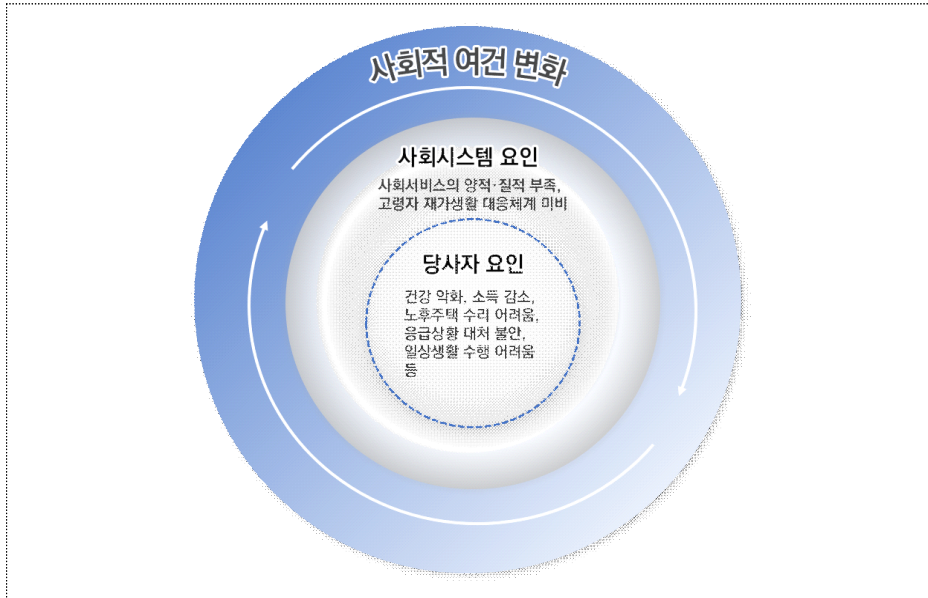 사회적 여건 변화
사회시스템 요인
사회서비스의 양적·질적 부족,
고령자 재가생활 대응체계 미비
당사자 요인
건강 악화, 소득 감소,
노후주택 수리 어려움,
응급상황 대처 불안,
일상생활 수행 어려움
등